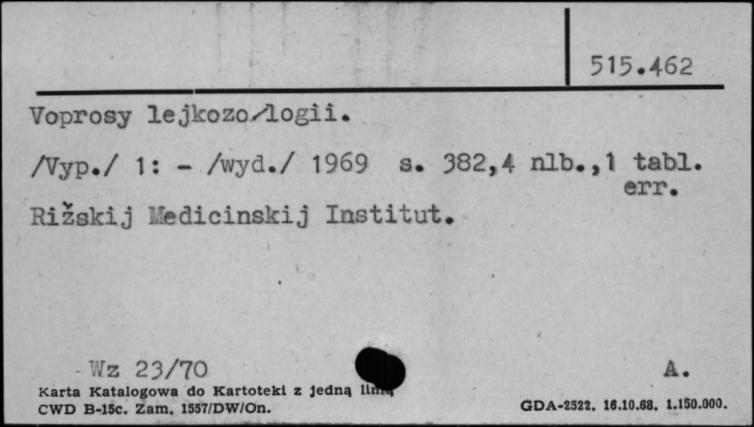 515.462
Voprosy lejkozo/logii.
/Vyp./ 1: - /wyd./ 1969 s. 382,4 nlb.,1 tabl.
err.
Rižskij Medicinskij Institut.
Wz 23/70 A.
Karta Katalogowa do Kartoteki z jedną linią
CWD B-15c. Zam. 1557/DW/On. GDA-2522. 16.10.68. 1.150.000.